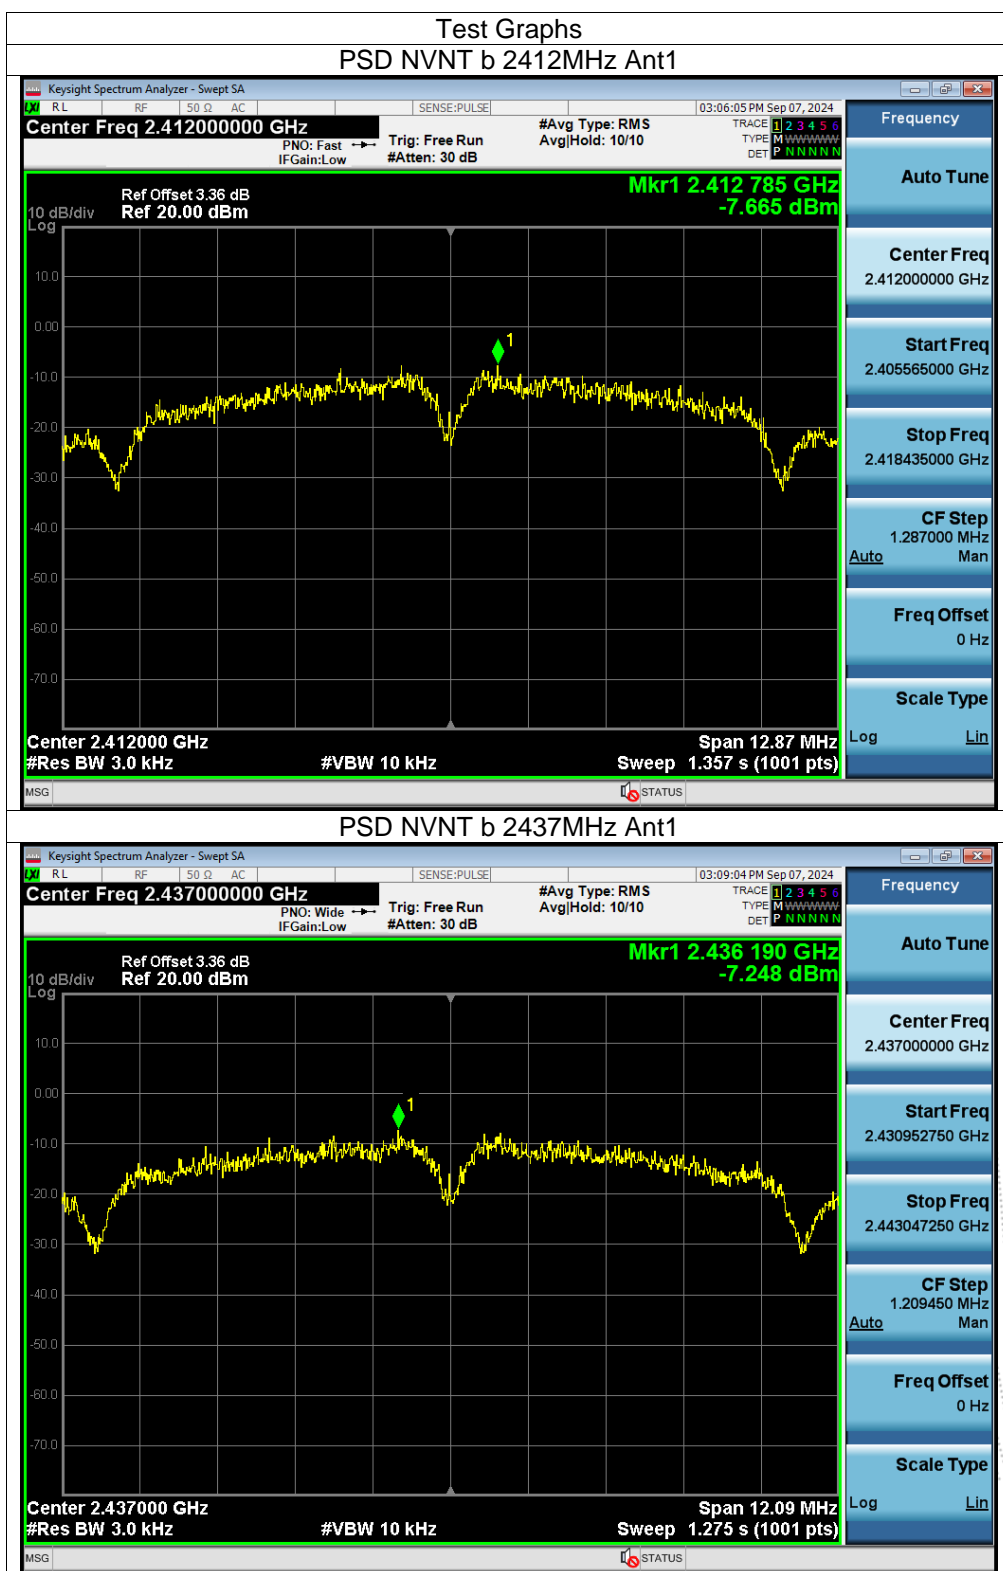 Test Graphs
PSD NVNT b 2412MHz Ant1
Keysight Spectrum Analyzer - Swept SA
LXI RL RF 50 Ω AC SENSE:PULSE 03:06:05 PM Sep 07, 2024
Center Freq 2.412000000 GHz
PNO: Fast
IFGain:Low
Trig: Free Run
#Atten: 30 dB
#Avg Type: RMS
Avg|Hold: 10/10
TRACE 1 2 3 4 5 6
TYPE M WWWWW
DET P N N N N N
Frequency
Mkr1 2.412 785 GHz
-7.665 dBm
Ref Offset 3.36 dB
10 dB/div Ref 20.00 dBm
Log
10.0
0.00
-10.0
-20.0
-30.0
-40.0
-50.0
-60.0
-70.0
1
Center 2.412000 GHz Span 12.87 MHz
#Res BW 3.0 kHz #VBW 10 kHz Sweep 1.357 s (1001 pts)
Auto Tune
Center Freq
2.412000000 GHz
Start Freq
2.405565000 GHz
Stop Freq
2.418435000 GHz
CF Step
1.287000 MHz
Auto Man
Freq Offset
0 Hz
Scale Type
Log Lin
MSG STATUS
PSD NVNT b 2437MHz Ant1
Keysight Spectrum Analyzer - Swept SA
LXI RL RF 50 Ω AC SENSE:PULSE 03:09:04 PM Sep 07, 2024
Center Freq 2.437000000 GHz
PNO: Wide
IFGain:Low
Trig: Free Run
#Atten: 30 dB
#Avg Type: RMS
Avg|Hold: 10/10
TRACE 1 2 3 4 5 6
TYPE M WWWWW
DET P N N N N N
Frequency
Mkr1 2.436 190 GHz
-7.248 dBm
Ref Offset 3.36 dB
10 dB/div Ref 20.00 dBm
Log
10.0
0.00
-10.0
-20.0
-30.0
-40.0
-50.0
-60.0
-70.0
1
Center 2.437000 GHz Span 12.09 MHz
#Res BW 3.0 kHz #VBW 10 kHz Sweep 1.275 s (1001 pts)
Auto Tune
Center Freq
2.437000000 GHz
Start Freq
2.430952750 GHz
Stop Freq
2.443047250 GHz
CF Step
1.209450 MHz
Auto Man
Freq Offset
0 Hz
Scale Type
Log Lin
MSG STATUS